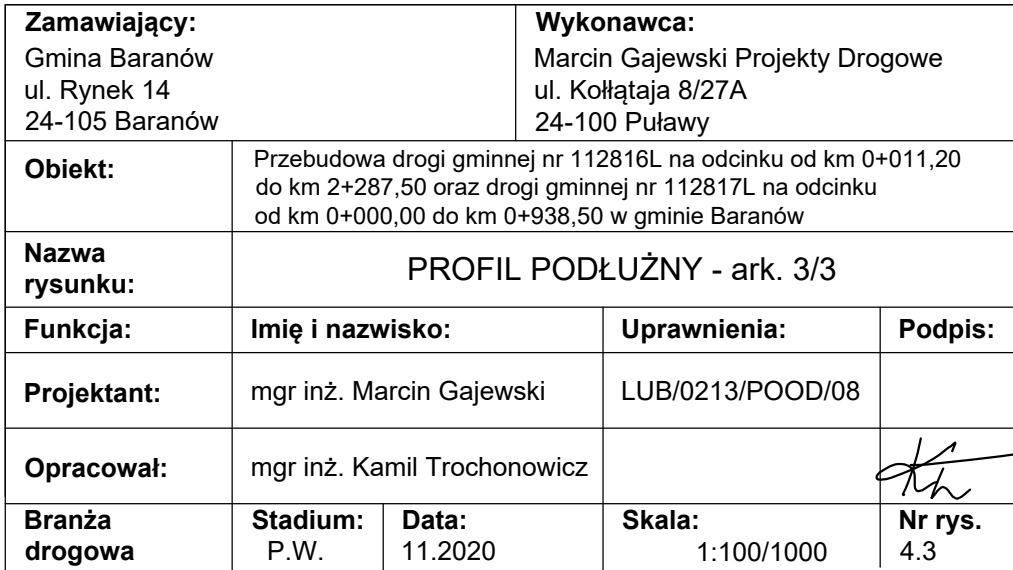 Zamawiający:
Gmina Baranów
ul. Rynek 14
24-105 Baranów
Wykonawca:
Marcin Gajewski Projekty Drogowe
ul. Kołłątaja 8/27A
24-100 Puławy
Obiekt:
Przebudowa drogi gminnej nr 112816L na odcinku od km 0+011,20
do km 2+287,50 oraz drogi gminnej nr 112817L na odcinku
od km 0+000,00 do km 0+938,50 w gminie Baranów
Nazwa
rysunku:
PROFIL PODŁUŻNY - ark. 3/3
Funkcja: Imię i nazwisko: Uprawnienia: Podpis:
Projektant: mgr inż. Marcin Gajewski LUB/0213/POOD/08
Opracował: mgr inż. Kamil Trochonowicz
Branża
drogowa
Stadium:
P.W.
Data:
11.2020
Skala:
1:100/1000
Nr rys.
4.3